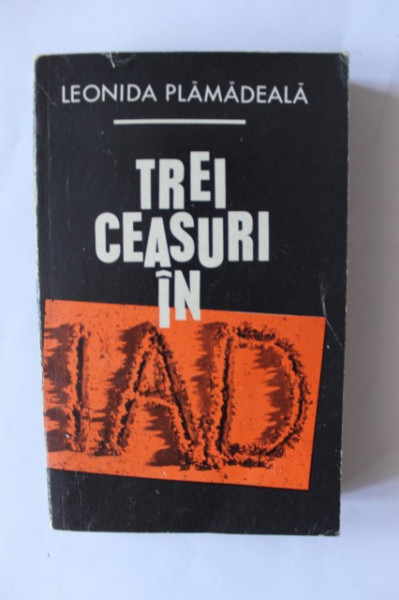 LEONIDA PLĂMĂDEALĂ
TREI
CEASURI
ÎN
IAD